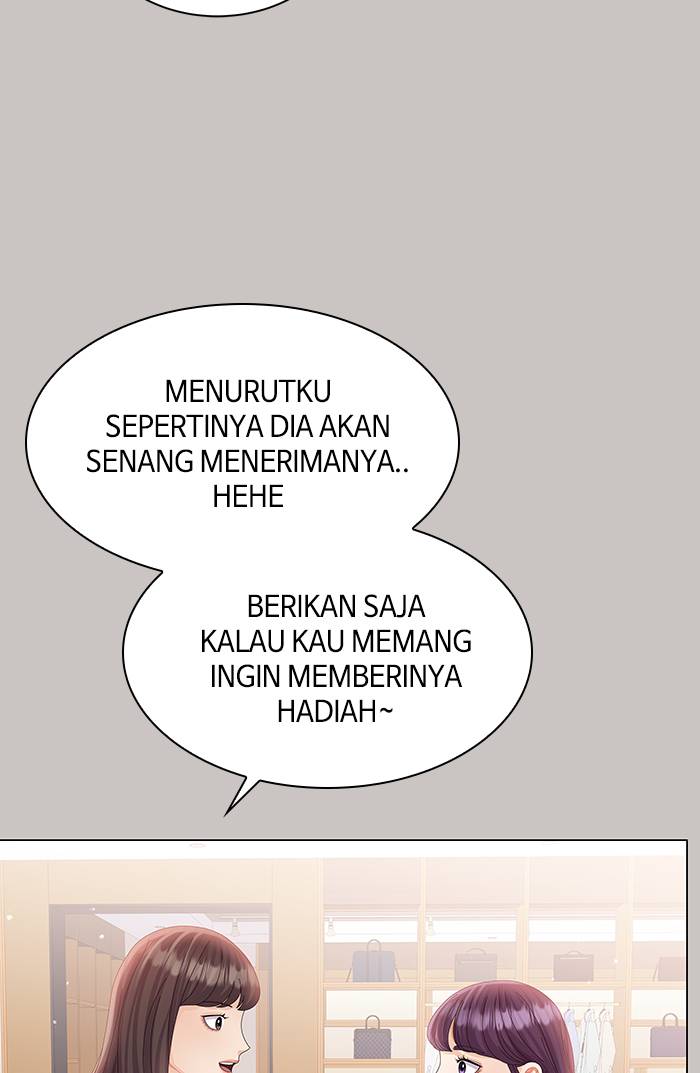 MENURUTKU
SEPERTINYA DIA AKAN
SENANG MENERIMANYA..
HEHE
BERIKAN SAJA
KALAU KAU MEMANG
INGIN MEMBERINYA
HADIAH~